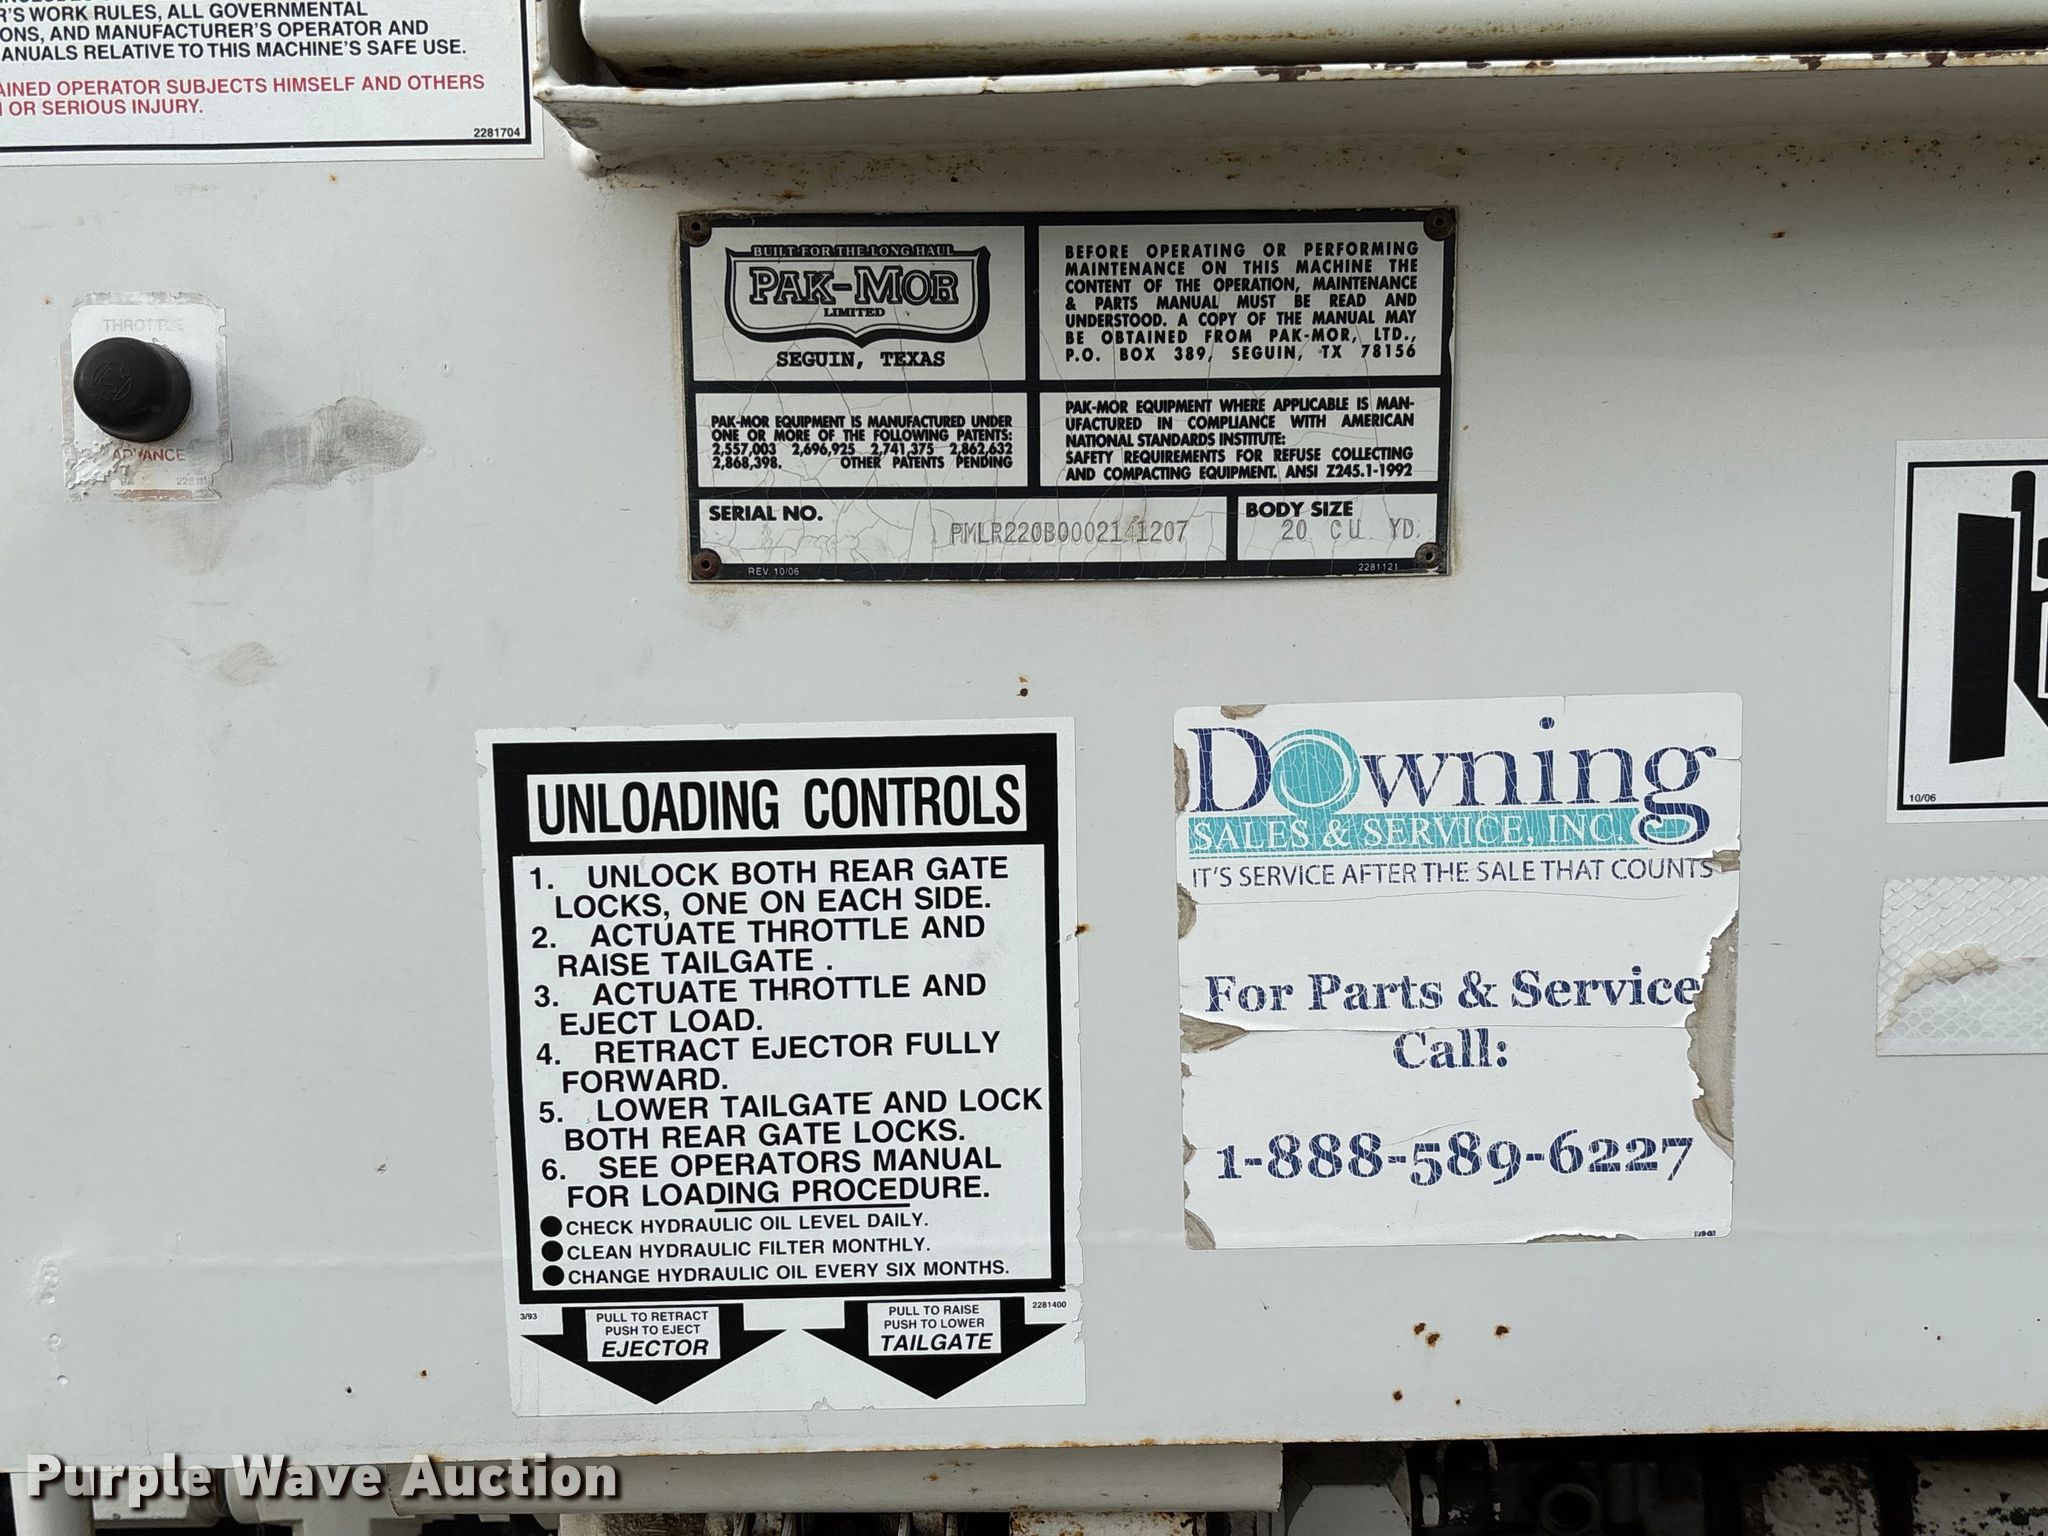 R'S WORK RULES, ALL GOVERNMENTAL
ONS, AND MANUFACTURER'S OPERATOR AND
ANUALS RELATIVE TO THIS MACHINE'S SAFE USE.
AINED OPERATOR SUBJECTS HIMSELF AND OTHERS
OR SERIOUS INJURY.
2281704
THROTTLE
ADVANCE
BUILT FOR THE LONG HAUL
PAK-MOR
LIMITED
SEGUIN, TEXAS
BEFORE OPERATING OR PERFORMING
MAINTENANCE ON THIS MACHINE THE
CONTENT OF THE OPERATION, MAINTENANCE
& PARTS MANUAL MUST BE READ AND
UNDERSTOOD. A COPY OF THE MANUAL MAY
BE OBTAINED FROM PAK-MOR, LTD.,
P.O. BOX 389, SEGUIN, TX 78156
PAK-MOR EQUIPMENT IS MANUFACTURED UNDER
ONE OR MORE OF THE FOLLOWING PATENTS:
2,557,003 2,696,925 2,741,375 2,862,632
2,868,398. OTHER PATENTS PENDING
PAK-MOR EQUIPMENT WHERE APPLICABLE IS MAN-
UFACTURED IN COMPLIANCE WITH AMERICAN
NATIONAL STANDARDS INSTITUTE:
SAFETY REQUIREMENTS FOR REFUSE COLLECTING
AND COMPACTING EQUIPMENT. ANSI Z245.1-1992
SERIAL NO.
PMLR220B0002141207
BODY SIZE
20 CU YD.
REV. 10/06
2281121
UNLOADING CONTROLS
1. UNLOCK BOTH REAR GATE
LOCKS, ONE ON EACH SIDE.
2. ACTUATE THROTTLE AND
RAISE TAILGATE .
3. ACTUATE THROTTLE AND
EJECT LOAD.
4. RETRACT EJECTOR FULLY
FORWARD.
5. LOWER TAILGATE AND LOCK
BOTH REAR GATE LOCKS.
6. SEE OPERATORS MANUAL
FOR LOADING PROCEDURE.
● CHECK HYDRAULIC OIL LEVEL DAILY.
● CLEAN HYDRAULIC FILTER MONTHLY.
● CHANGE HYDRAULIC OIL EVERY SIX MONTHS.
3/93
2281400
PULL TO RETRACT
PUSH TO EJECT
EJECTOR
PULL TO RAISE
PUSH TO LOWER
TAILGATE
Downing
SALES & SERVICE, INC.
IT'S SERVICE AFTER THE SALE THAT COUNTS
For Parts & Service
Call:
1-888-589-6227
10/06
Purple Wave Auction